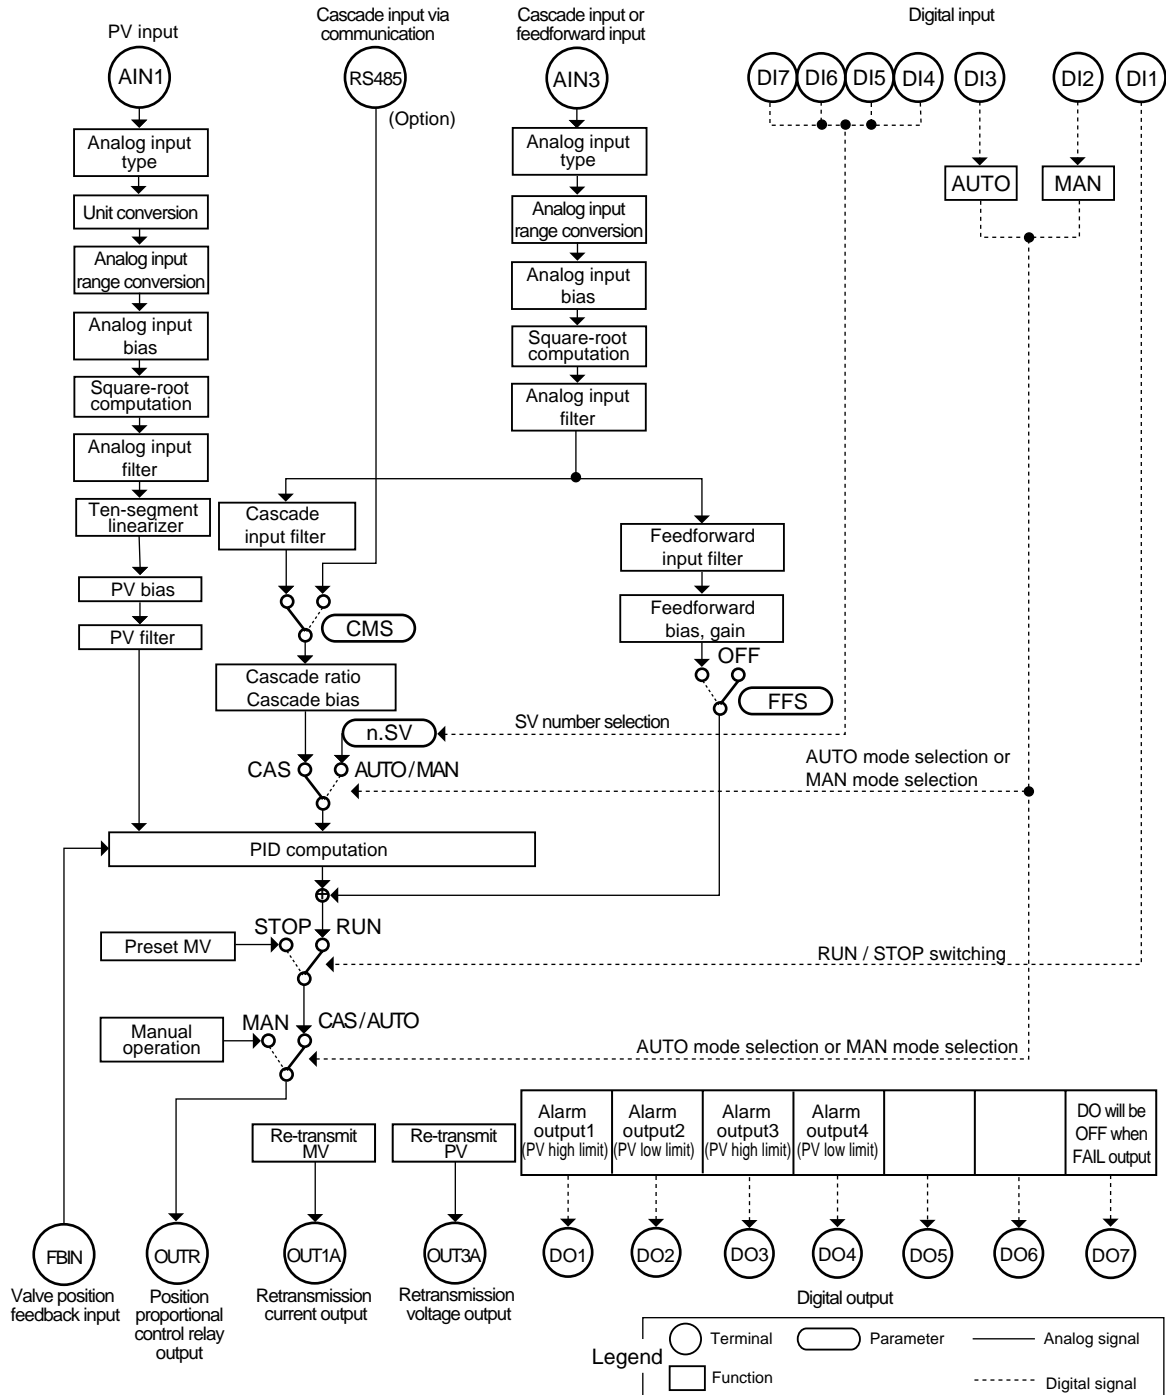 PV input
Cascade input via
communication
Cascade input or
feedforward input
Digital input
AIN1
RS485
AIN3
DI7
DI6
DI5
DI4
DI3
DI2
DI1
(Option)
Analog input
type
Unit conversion
Analog input
range conversion
Analog input
bias
Square-root
computation
Analog input
filter
Ten-segment
linearizer
PV bias
PV filter
Analog input
type
Analog input
range conversion
Analog input
bias
Square-root
computation
Analog input
filter
AUTO
MAN
Cascade
input filter
Feedforward
input filter
CMS
Feedforward
bias, gain
Cascade ratio
Cascade bias
OFF
FFS
n.SV
SV number selection
CAS
AUTO/MAN
AUTO mode selection or
MAN mode selection
PID computation
STOP
RUN
Preset MV
RUN / STOP switching
MAN
CAS/AUTO
Manual
operation
AUTO mode selection or MAN mode selection
Re-transmit
MV
Re-transmit
PV
Alarm
output1
(PV high limit)
Alarm
output2
(PV low limit)
Alarm
output3
(PV high limit)
Alarm
output4
(PV low limit)
DO will be
OFF when
FAIL output
FBIN
OUTR
OUT1A
OUT3A
DO1
DO2
DO3
DO4
DO5
DO6
DO7
Valve position
feedback input
Position
proportional
control relay
output
Retransmission
current output
Retransmission
voltage output
Digital output
Legend
Terminal
Parameter
Analog signal
Function
Digital signal